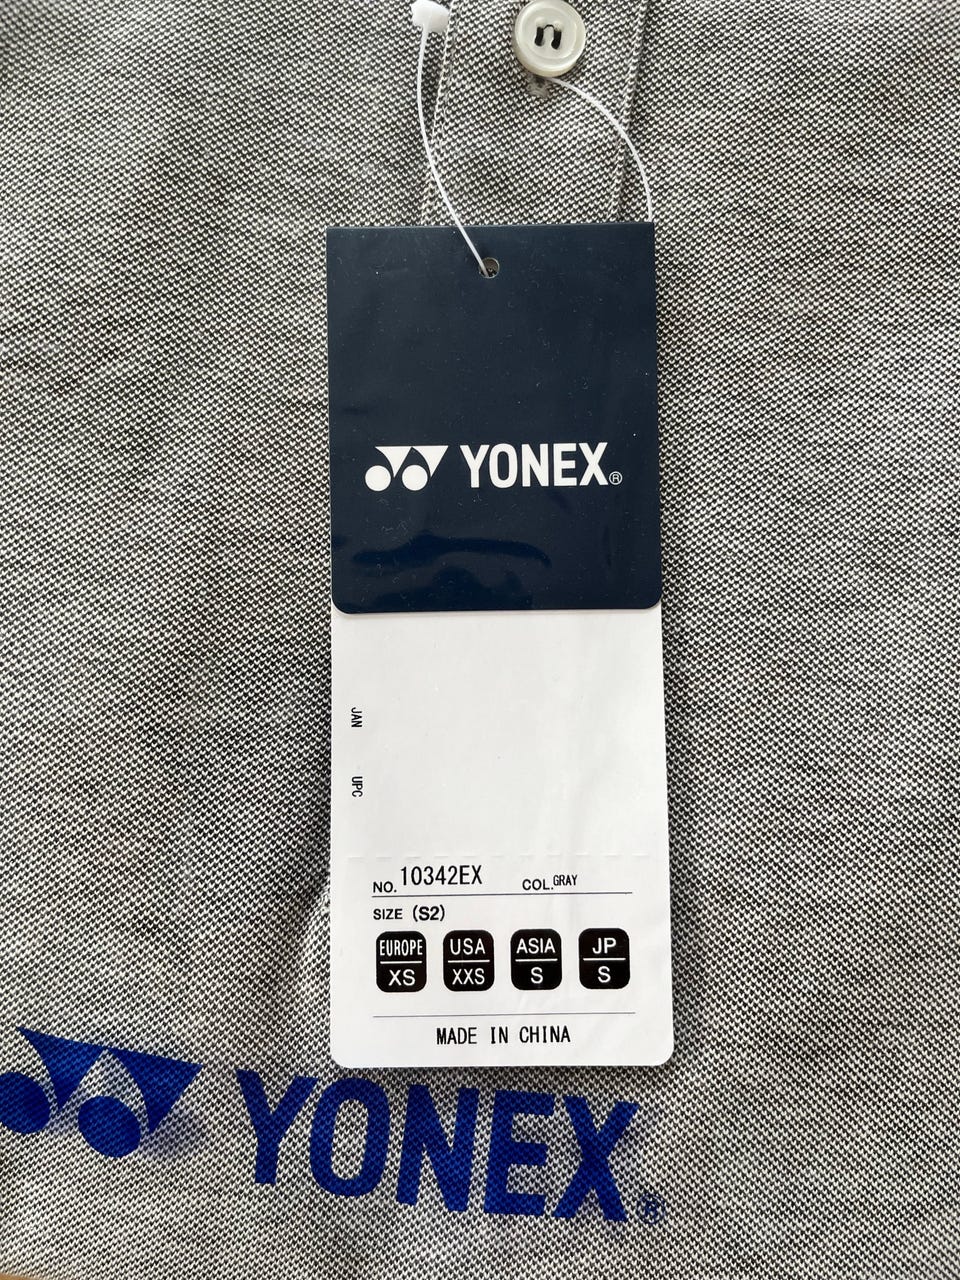 YONEX®
JAN
UPC
NO. 10342EX COL. GRAY
SIZE (S2)
EUROPE USA ASIA JP
XS XXS S S
MADE IN CHINA
YONEX®